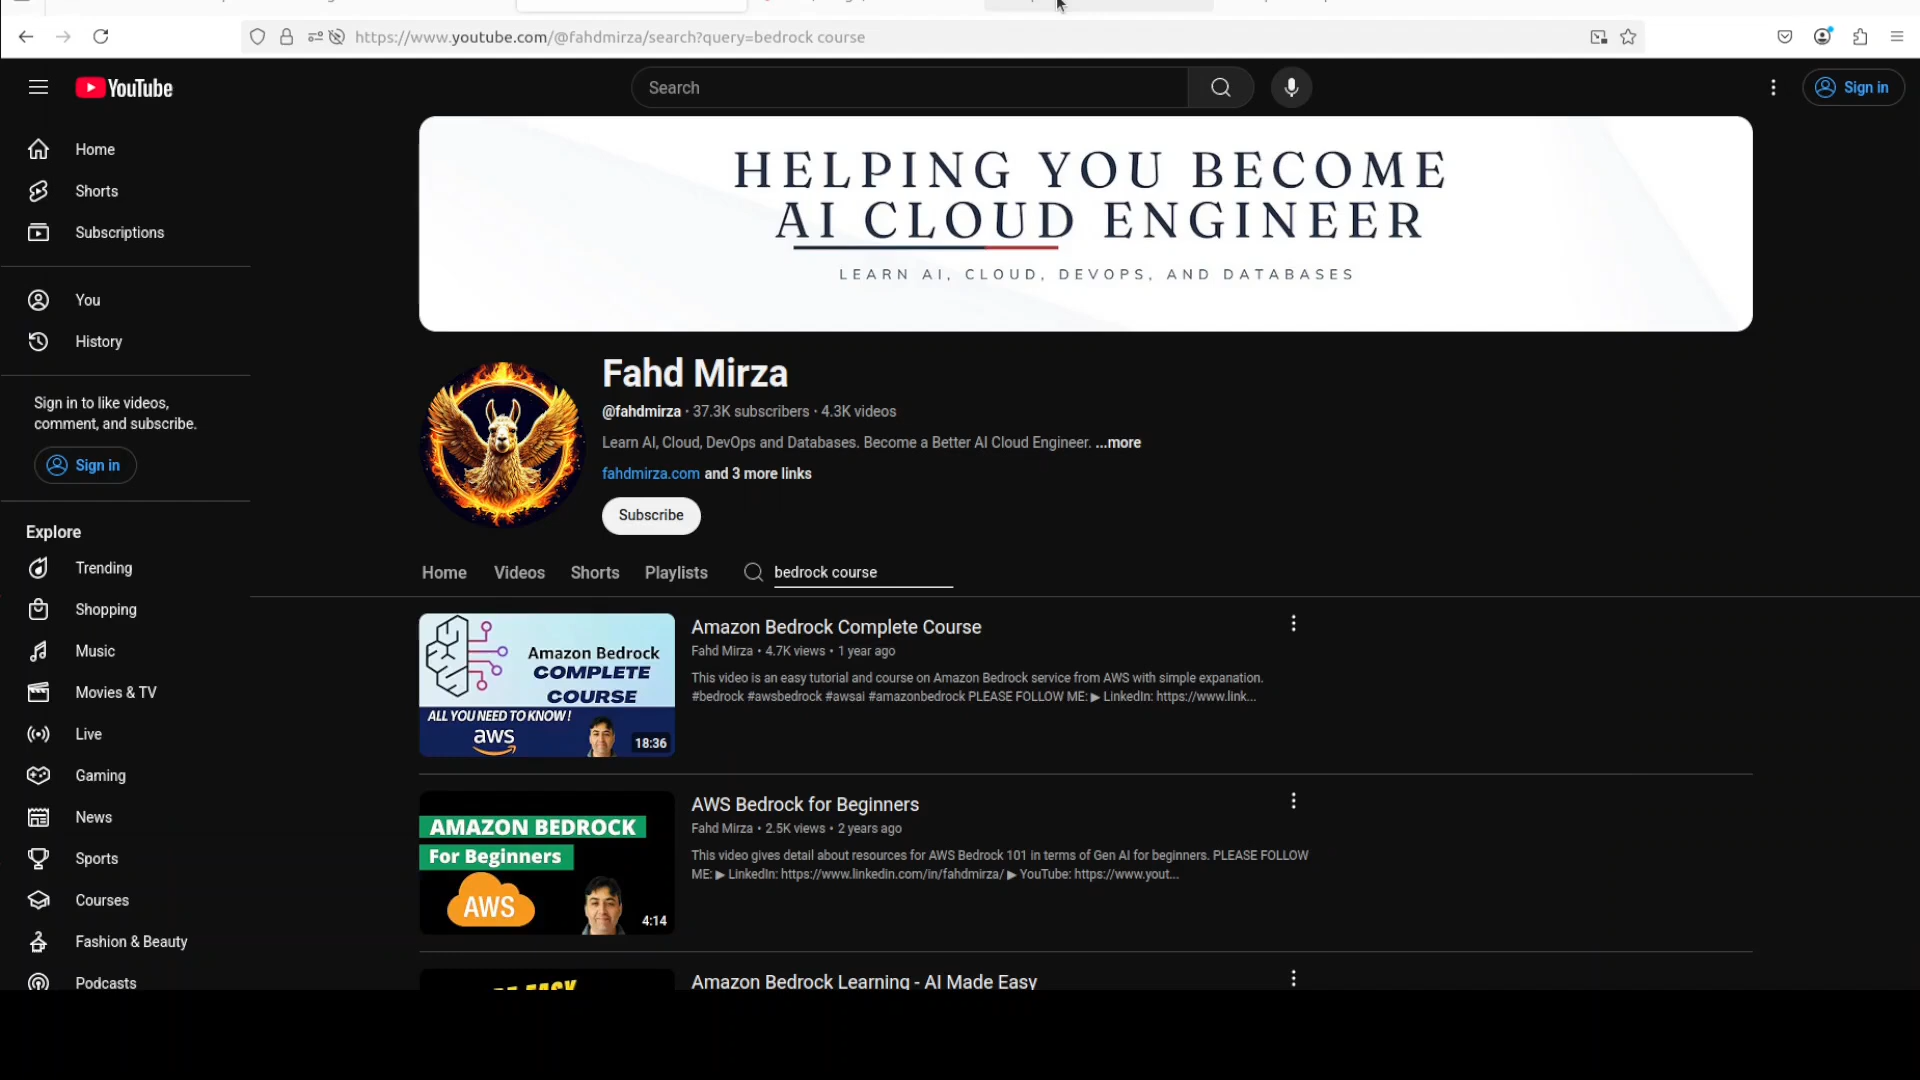 https://www.youtube.com/@fahdmirza/search?query=bedrock course
YouTube
Search
Sign in
Home
Shorts
Subscriptions
You
History
Sign in to like videos,
comment, and subscribe.
Sign in
Explore
Trending
Shopping
Music
Movies & TV
Live
Gaming
News
Sports
Courses
Fashion & Beauty
Podcasts
HELPING YOU BECOME
AI CLOUD ENGINEER
LEARN AI, CLOUD, DEVOPS, AND DATABASES
Fahd Mirza
@fahdmirza • 37.3K subscribers • 4.3K videos
Learn AI, Cloud, DevOps and Databases. Become a Better AI Cloud Engineer. ...more
fahdmirza.com and 3 more links
Subscribe
Home Videos Shorts Playlists bedrock course
Amazon Bedrock
COMPLETE
COURSE
ALL YOU NEED TO KNOW !
aws
18:36
Amazon Bedrock Complete Course
Fahd Mirza • 4.7K views • 1 year ago
This video is an easy tutorial and course on Amazon Bedrock service from AWS with simple expanation.
#bedrock #awsbedrock #awsai #amazonbedrock PLEASE FOLLOW ME: ▶ LinkedIn: https://www.link...
AMAZON BEDROCK
For Beginners
AWS
4:14
AWS Bedrock for Beginners
Fahd Mirza • 2.5K views • 2 years ago
This video gives detail about resources for AWS Bedrock 101 in terms of Gen AI for beginners. PLEASE FOLLOW
ME: ▶ LinkedIn: https://www.linkedin.com/in/fahdmirza/ ▶ YouTube: https://www.yout...
Amazon Bedrock Learning - AI Made Easy